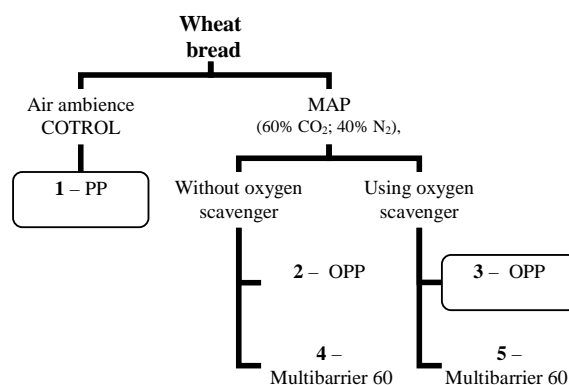 Wheat
bread
Air ambience
COTROL
MAP
(60% CO₂; 40% N₂),
1 – PP
Without oxygen
scavenger
Using oxygen
scavenger
2 – OPP
3 – OPP
4 –
Multibarrier 60
5 –
Multibarrier 60